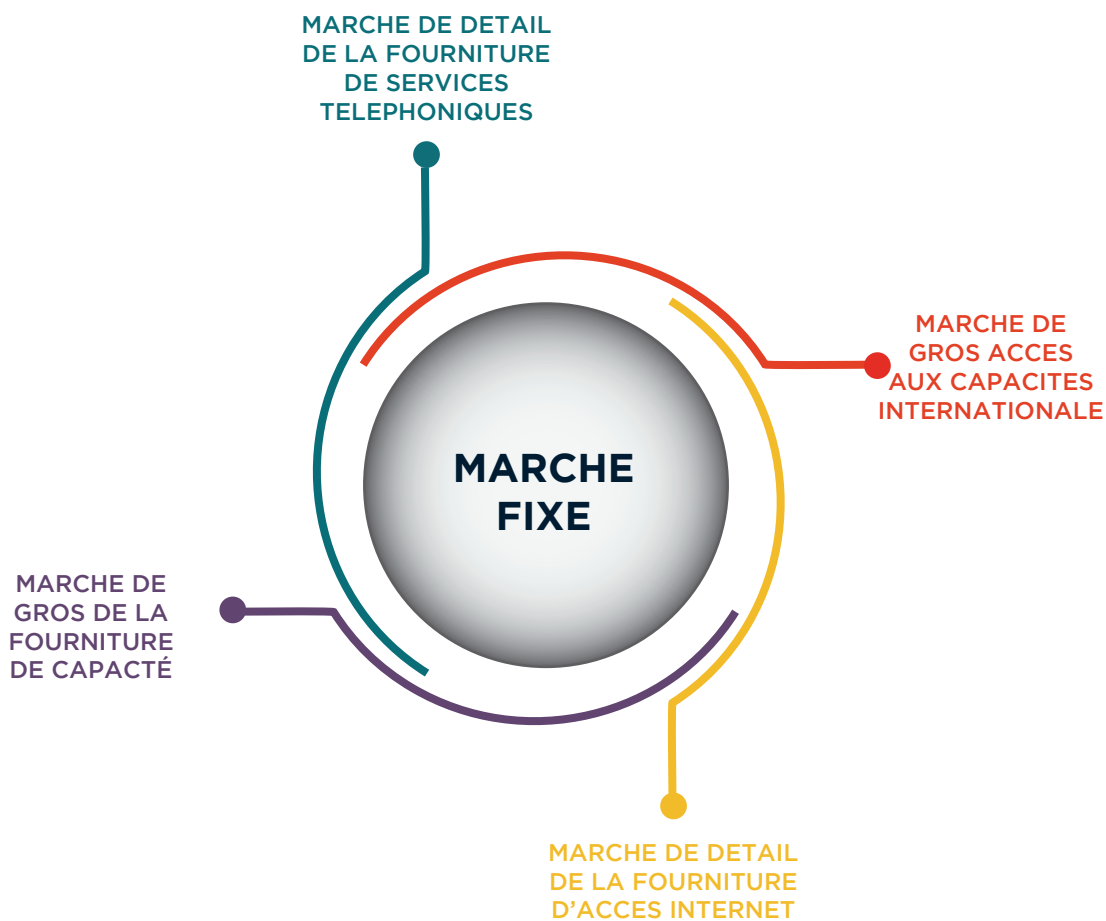 MARCHE DE DETAIL
DE LA FOURNITURE
DE SERVICES
TELEPHONIQUES
MARCHE DE
GROS ACCES
AUX CAPACITES
INTERNATIONALE
MARCHE
FIXE
MARCHE DE
GROS DE LA
FOURNITURE
DE CAPACTÉ
MARCHE DE DETAIL
DE LA FOURNITURE
D'ACCES INTERNET